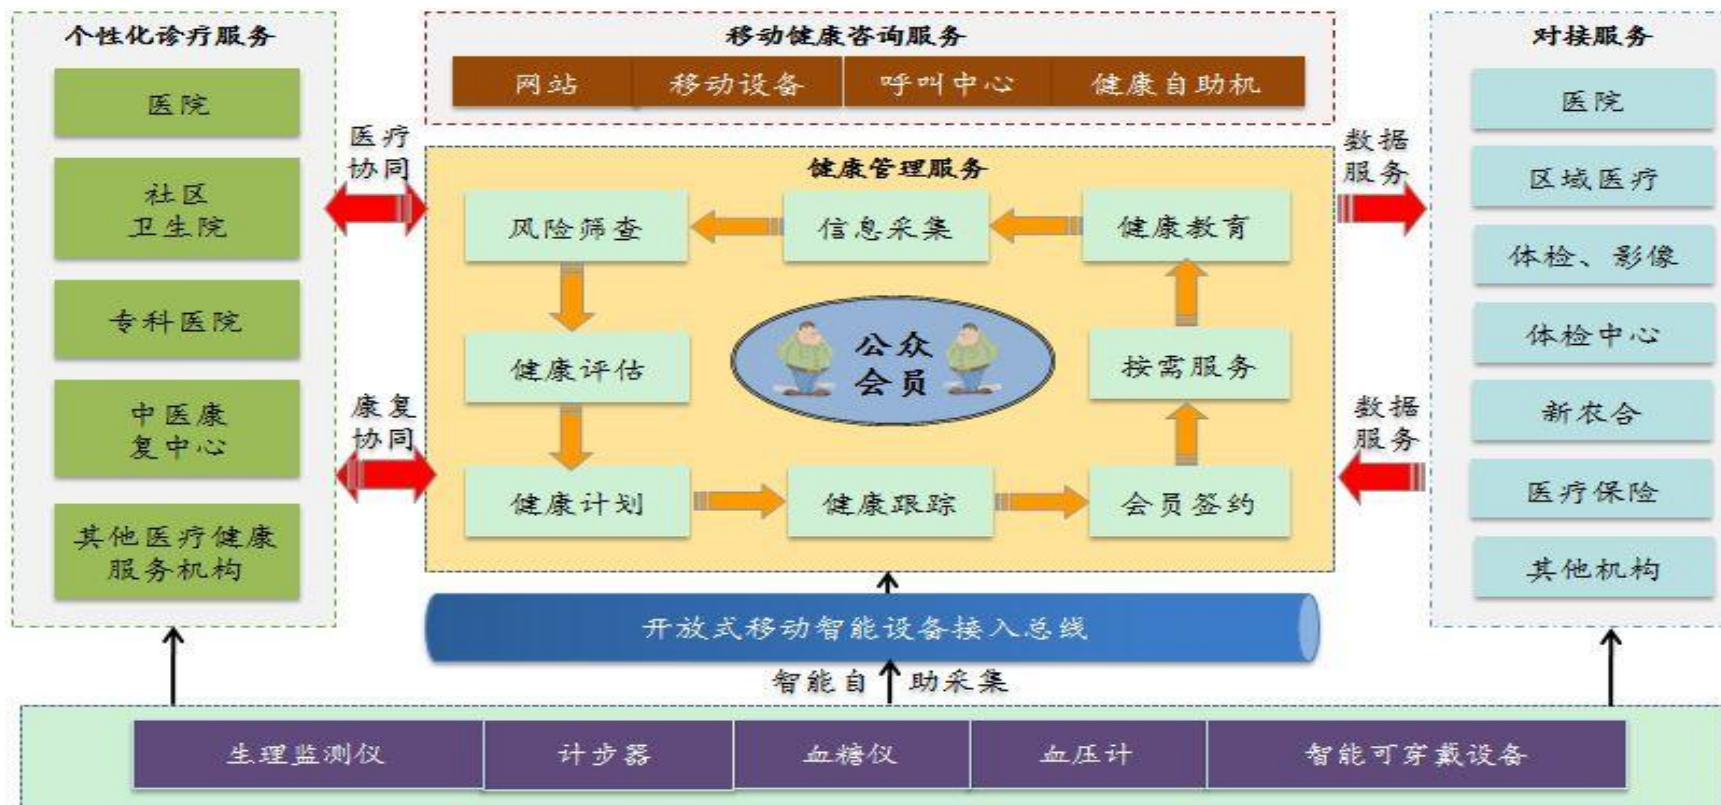 个性化诊疗服务
医院
社区
卫生院
专科医院
中医康
复中心
其他医疗健康
服务机构
医疗
协同
康复
协同
移动健康咨询服务
网站
移动设备
呼叫中心
健康自助机
健康管理服务
风险筛查
信息采集
健康教育
健康评估
公众
会员
按需服务
健康计划
健康跟踪
会员签约
数据
服务
数据
服务
对接服务
医院
区域医疗
体检、影像
体检中心
新农合
医疗保险
其他机构
开放式移动智能设备接入总线
智能自助采集
生理监测仪
计步器
血糖仪
血压计
智能可穿戴设备